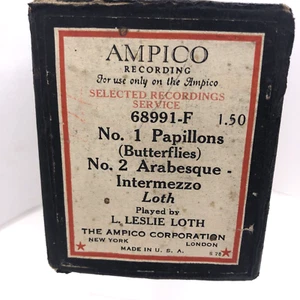 AMPICO
RECORDING
For use only on the Ampico
SELECTED RECORDINGS
SERVICE
68991-F 1.50
No. 1 Papillons
(Butterflies)
No. 2 Arabesque -
Intermezzo
Loth
Played by
L. LESLIE LOTH
THE AMPICO CORPORATION
NEW YORK LONDON
MADE IN U. S. A.